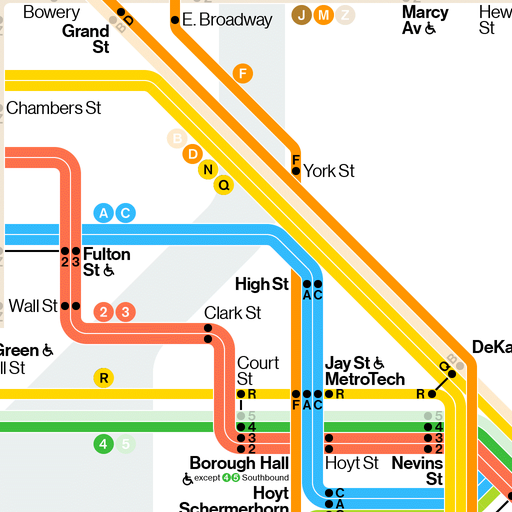 Bowery
Grand
St
B
D
E. Broadway
J M Z
Marcy
Av
Hew
St
F
Chambers St
B
D
N
Q
F
York St
A C
2 3
Fulton
St
High St
A C
Wall St
2 3
Clark St
Green
ll St
Court
St
Jay St
MetroTech
DeKa
Q
B
R
R
F A C
R
R
5
4
3
2
5
4
3
2
4 5
Borough Hall
except 4 5 Southbound
Hoyt St
Nevins
St
Hoyt
Schermerhorn
C
A